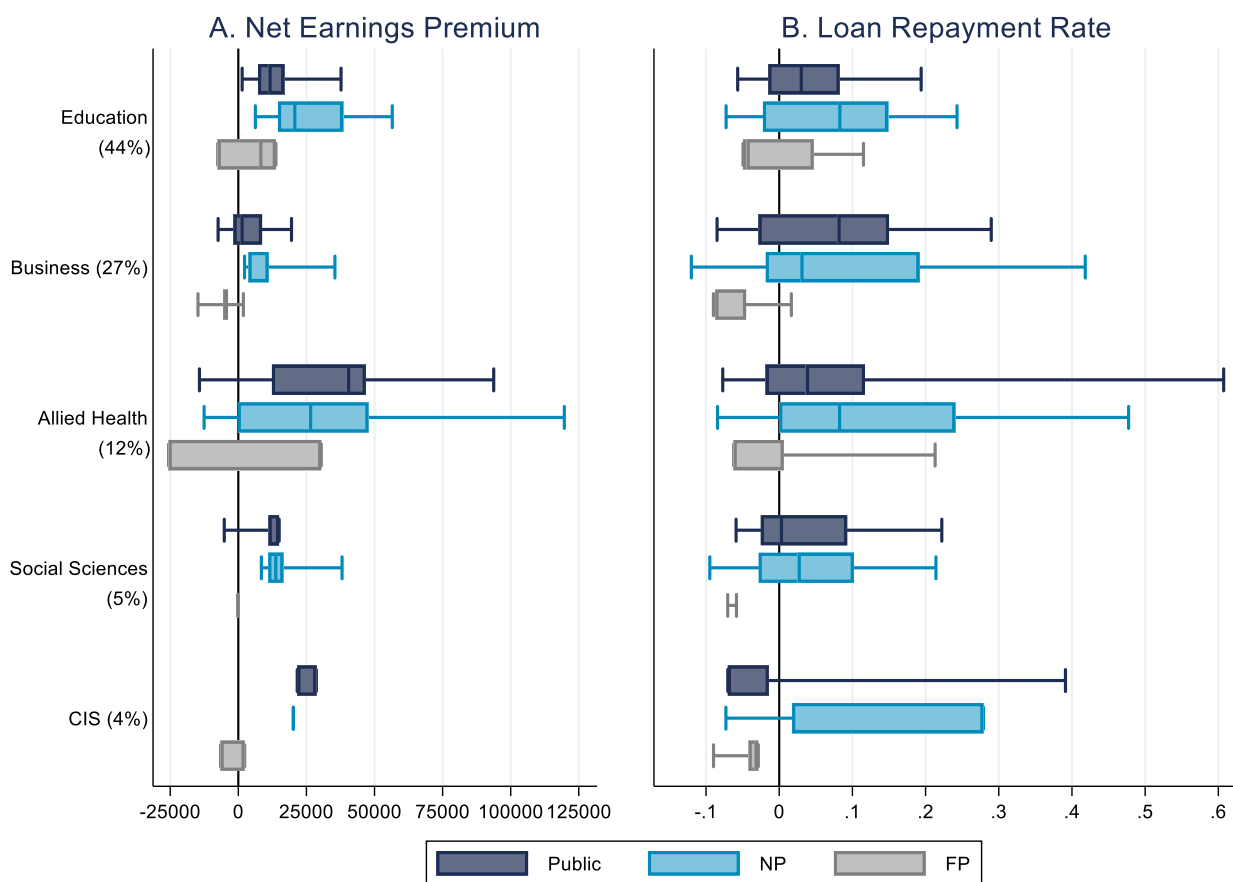 A. Net Earnings Premium
B. Loan Repayment Rate
Education
(44%)
Business (27%)
Allied Health
(12%)
Social Sciences
(5%)
CIS (4%)
-25000 0 25000 50000 75000 100000 125000
-.1 0 .1 .2 .3 .4 .5 .6
Public NP FP